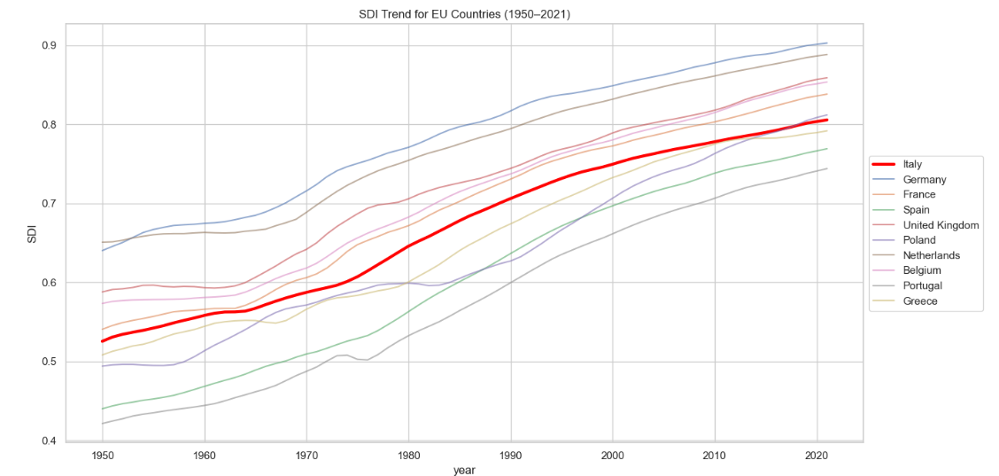 SDI Trend for EU Countries (1950–2021)
0.9
0.8
0.7
0.6
0.5
0.4
SDI
1950
1960
1970
1980
1990
2000
2010
2020
year
Italy
Germany
France
Spain
United Kingdom
Poland
Netherlands
Belgium
Portugal
Greece